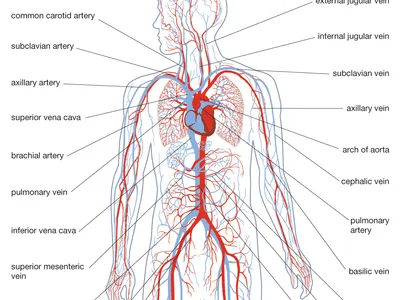 common carotid artery
subclavian artery
axillary artery
superior vena cava
brachial artery
pulmonary vein
inferior vena cava
superior mesenteric
vein
external jugular vein
internal jugular vein
subclavian vein
axillary vein
arch of aorta
cephalic vein
pulmonary
artery
basilic vein